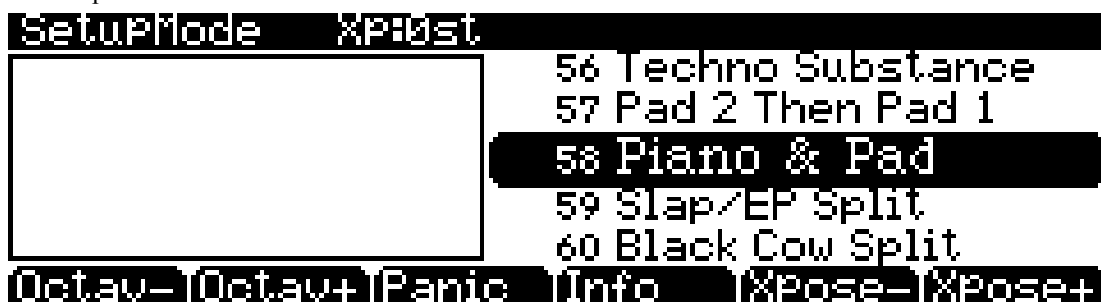 SetupMode Xp:0st
56 Techno Substance
57 Pad 2 Then Pad 1
58 Piano & Pad
59 Slap/EP Split
60 Black Cow Split
Octav- Octav+ Panic Info Xpose- Xpose+